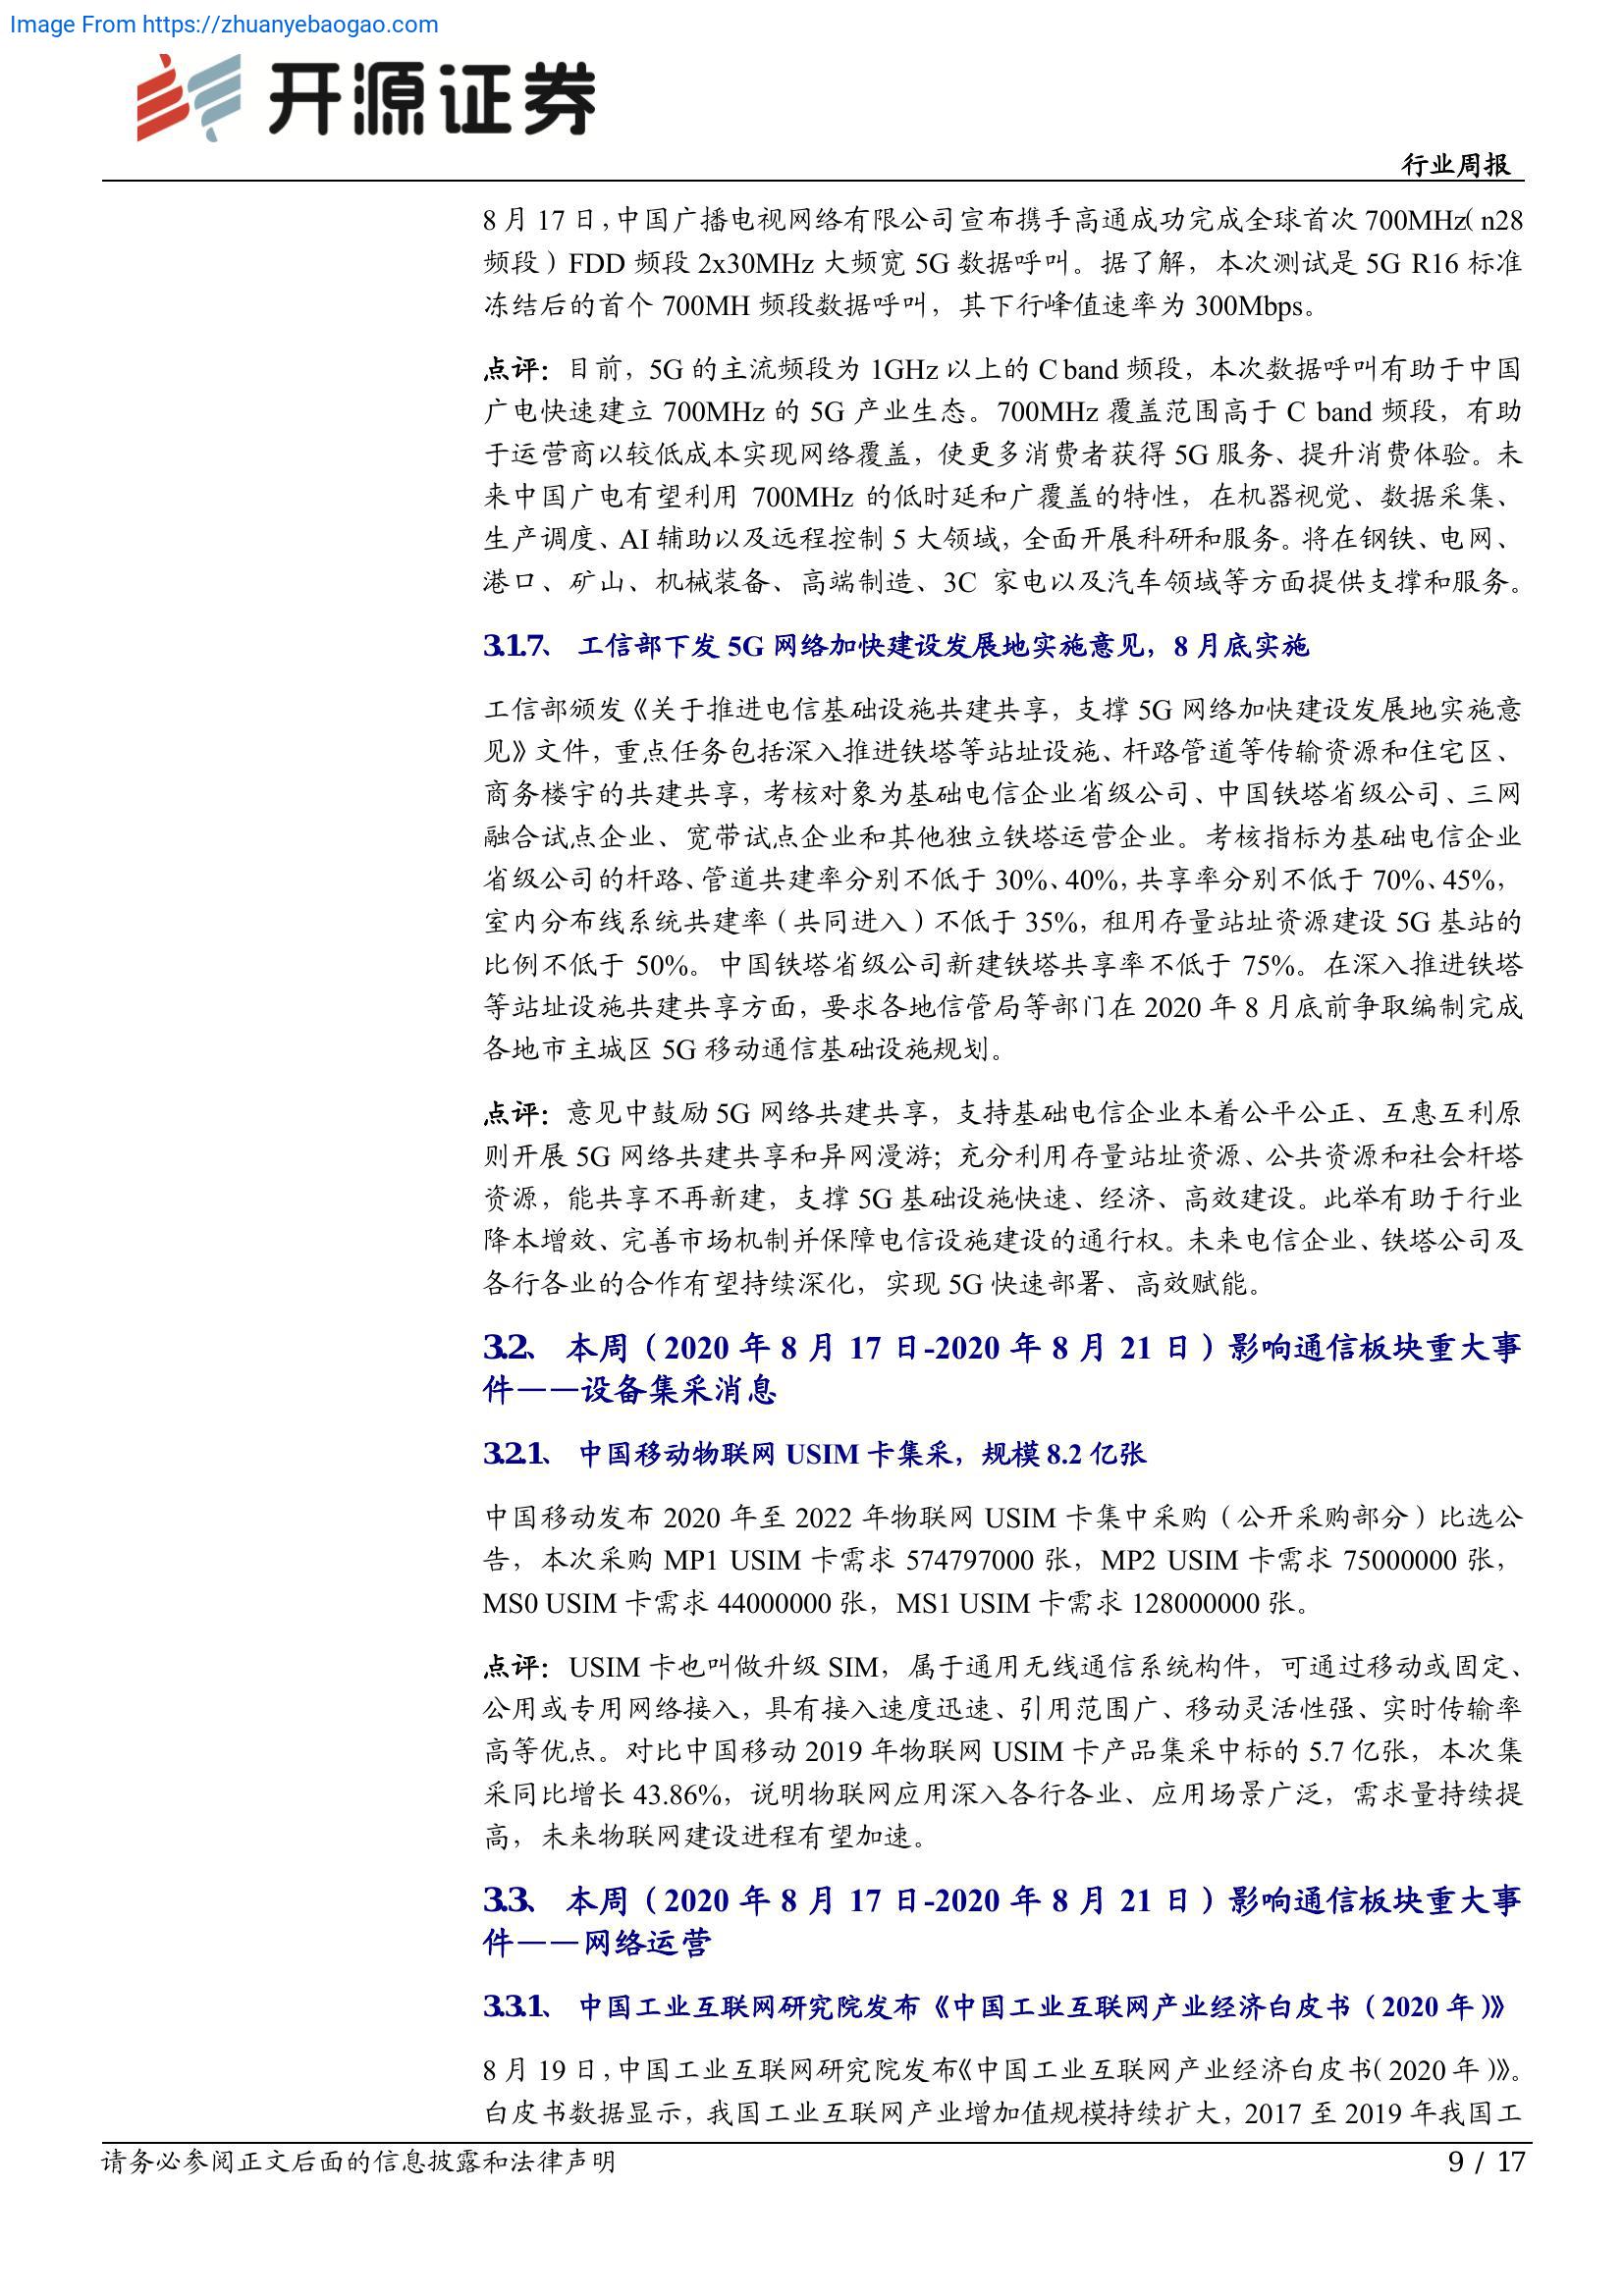 Image From https://zhuanyebaogao.com
开源证券
行业周报
8 月 17 日，中国广播电视网络有限公司宣布携手高通成功完成全球首次 700MHz（n28
频段）FDD 频段 2x30MHz 大频宽 5G 数据呼叫。据了解，本次测试是 5G R16 标准
冻结后的首个 700MH 频段数据呼叫，其下行峰值速率为 300Mbps。
点评：目前，5G 的主流频段为 1GHz 以上的 C band 频段，本次数据呼叫有助于中国
广电快速建立 700MHz 的 5G 产业生态。700MHz 覆盖范围高于 C band 频段，有助
于运营商以较低成本实现网络覆盖，使更多消费者获得 5G 服务、提升消费体验。未
来中国广电有望利用 700MHz 的低时延和广覆盖的特性，在机器视觉、数据采集、
生产调度、AI 辅助以及远程控制 5 大领域，全面开展科研和服务。将在钢铁、电网、
港口、矿山、机械装备、高端制造、3C 家电以及汽车领域等方面提供支撑和服务。
3.1.7、 工信部下发 5G 网络加快建设发展地实施意见，8 月底实施
工信部颁发《关于推进电信基础设施共建共享，支撑 5G 网络加快建设发展地实施意
见》文件，重点任务包括深入推进铁塔等站址设施、杆路管道等传输资源和住宅区、
商务楼宇的共建共享，考核对象为基础电信企业省级公司、中国铁塔省级公司、三网
融合试点企业、宽带试点企业和其他独立铁塔运营企业。考核指标为基础电信企业
省级公司的杆路、管道共建率分别不低于 30%、40%，共享率分别不低于 70%、45%，
室内分布线系统共建率（共同进入）不低于 35%，租用存量站址资源建设 5G 基站的
比例不低于 50%。中国铁塔省级公司新建铁塔共享率不低于 75%。在深入推进铁塔
等站址设施共建共享方面，要求各地信管局等部门在 2020 年 8 月底前争取编制完成
各地市主城区 5G 移动通信基础设施规划。
点评：意见中鼓励 5G 网络共建共享，支持基础电信企业本着公平公正、互惠互利原
则开展 5G 网络共建共享和异网漫游；充分利用存量站址资源、公共资源和社会杆塔
资源，能共享不再新建，支撑 5G 基础设施快速、经济、高效建设。此举有助于行业
降本增效、完善市场机制并保障电信设施建设的通行权。未来电信企业、铁塔公司及
各行各业的合作有望持续深化，实现 5G 快速部署、高效赋能。
3.2、 本周（2020 年 8 月 17 日-2020 年 8 月 21 日）影响通信板块重大事
件——设备集采消息
3.2.1、 中国移动物联网 USIM 卡集采，规模 8.2 亿张
中国移动发布 2020 年至 2022 年物联网 USIM 卡集中采购（公开采购部分）比选公
告，本次采购 MP1 USIM 卡需求 574797000 张，MP2 USIM 卡需求 75000000 张，
MS0 USIM 卡需求 44000000 张，MS1 USIM 卡需求 128000000 张。
点评：USIM 卡也叫做升级 SIM，属于通用无线通信系统构件，可通过移动或固定、
公用或专用网络接入，具有接入速度迅速、引用范围广、移动灵活性强、实时传输率
高等优点。对比中国移动 2019 年物联网 USIM 卡产品集采中标的 5.7 亿张，本次集
采同比增长 43.86%，说明物联网应用深入各行各业、应用场景广泛，需求量持续提
高，未来物联网建设进程有望加速。
3.3、 本周（2020 年 8 月 17 日-2020 年 8 月 21 日）影响通信板块重大事
件——网络运营
3.3.1、 中国工业互联网研究院发布《中国工业互联网产业经济白皮书（2020 年）》
8 月 19 日，中国工业互联网研究院发布《中国工业互联网产业经济白皮书（2020 年）》。
白皮书数据显示，我国工业互联网产业增加值规模持续扩大，2017 至 2019 年我国工
请务必参阅正文后面的信息披露和法律声明
9 / 17